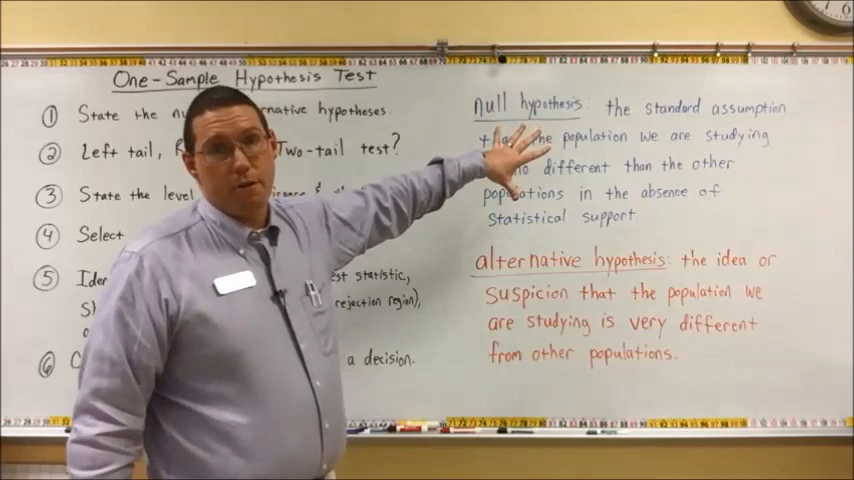 One-Sample Hypothesis Test
① State the native hypotheses
② Left tail, Two-tail test?
③ State the level &
④ Select
⑤ est statistic,
rejection region),
⑥ a decision.
null hypothesis: the standard assumption
the population we are studying
no different than the other
populations in the absence of
statistical support
alternative hypothesis: the idea or
suspicion that the population we
are studying is very different
from other populations.